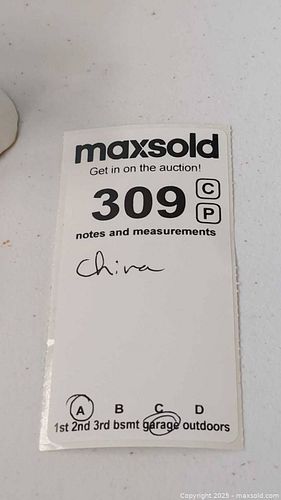 maxsold
Get in on the auction!
309 C
P
notes and measurements
China
A B C D
1st 2nd 3rd bsmt garage outdoors
Copyright 2025 - maxsold.com